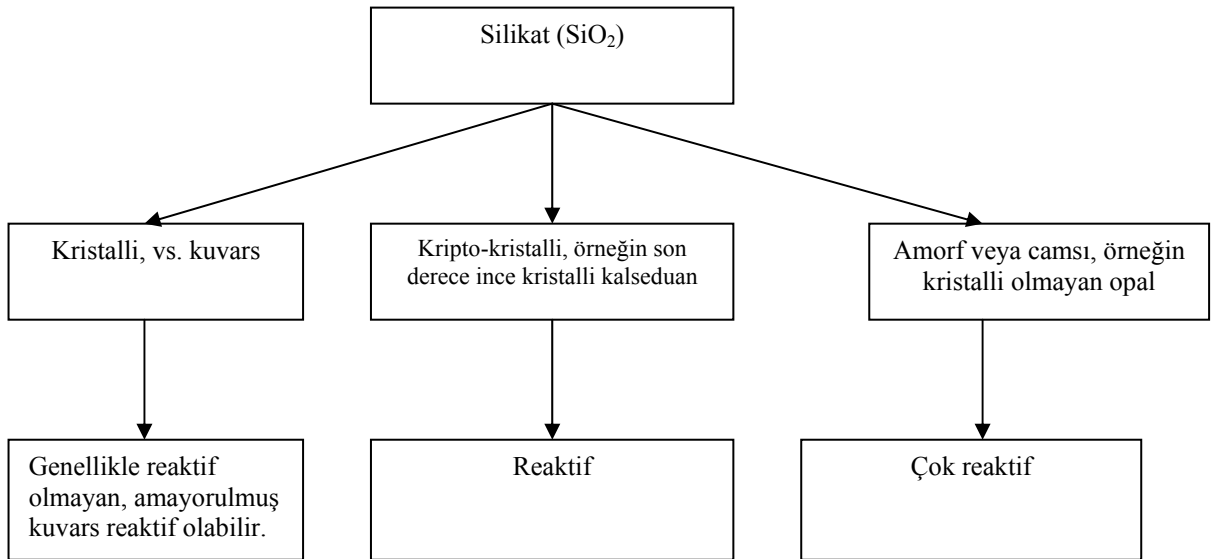 Silikat (SiO₂)
Kristalli, vs. kuvars
Kripto-kristalli, örneğin son
derece ince kristalli kalseduan
Amorf veya camsı, örneğin
kristalli olmayan opal
Genellikle reaktif
olmayan, amayorulmuş
kuvars reaktif olabilir.
Reaktif
Çok reaktif